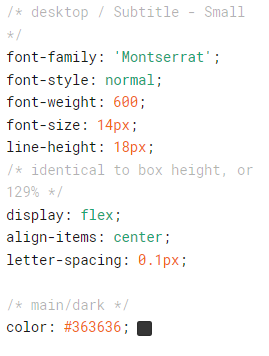 /* desktop / Subtitle - Small
*/
font-family: 'Montserrat';
font-style: normal;
font-weight: 600;
font-size: 14px;
line-height: 18px;
/* identical to box height, or
129% */
display: flex;
align-items: center;
letter-spacing: 0.1px;
/* main/dark */
color: #363636;